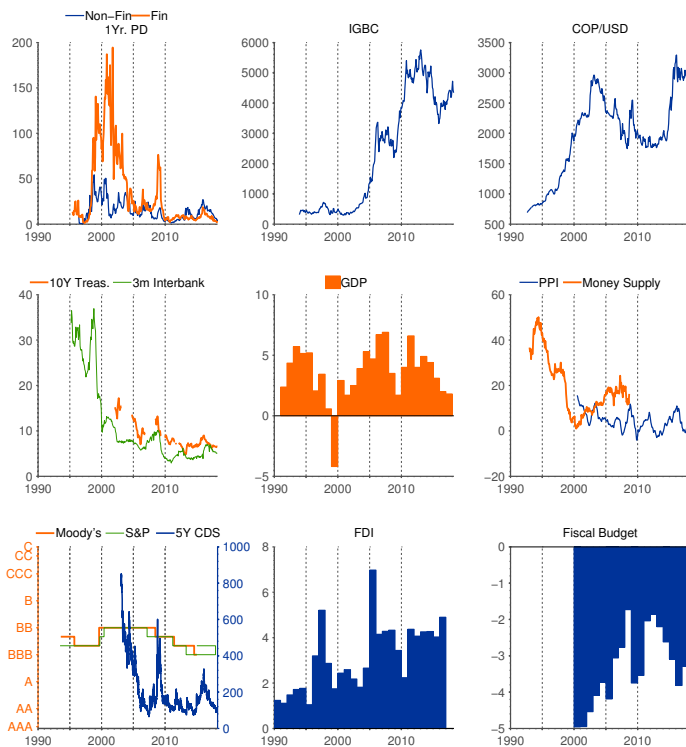 Non−Fin Fin
1Yr. PD
200
150
100
50
0
1990 2000 2010
IGBC
6000
5000
4000
3000
2000
1000
0
1990 2000 2010
COP/USD
3500
3000
2500
2000
1500
1000
500
1990 2000 2010
10Y Treas. 3m Interbank
40
30
20
10
0
1990 2000 2010
GDP
10
5
0
−5
1990 2000 2010
PPI Money Supply
60
40
20
0
−20
1990 2000 2010
Moody's S&P 5Y CDS
C
CC
CCC
B
BB
BBB
A
AA
AAA
1000
800
600
400
200
0
1990 2000 2010
FDI
8
6
4
2
0
1990 2000 2010
Fiscal Budget
0
−1
−2
−3
−4
−5
1990 2000 2010